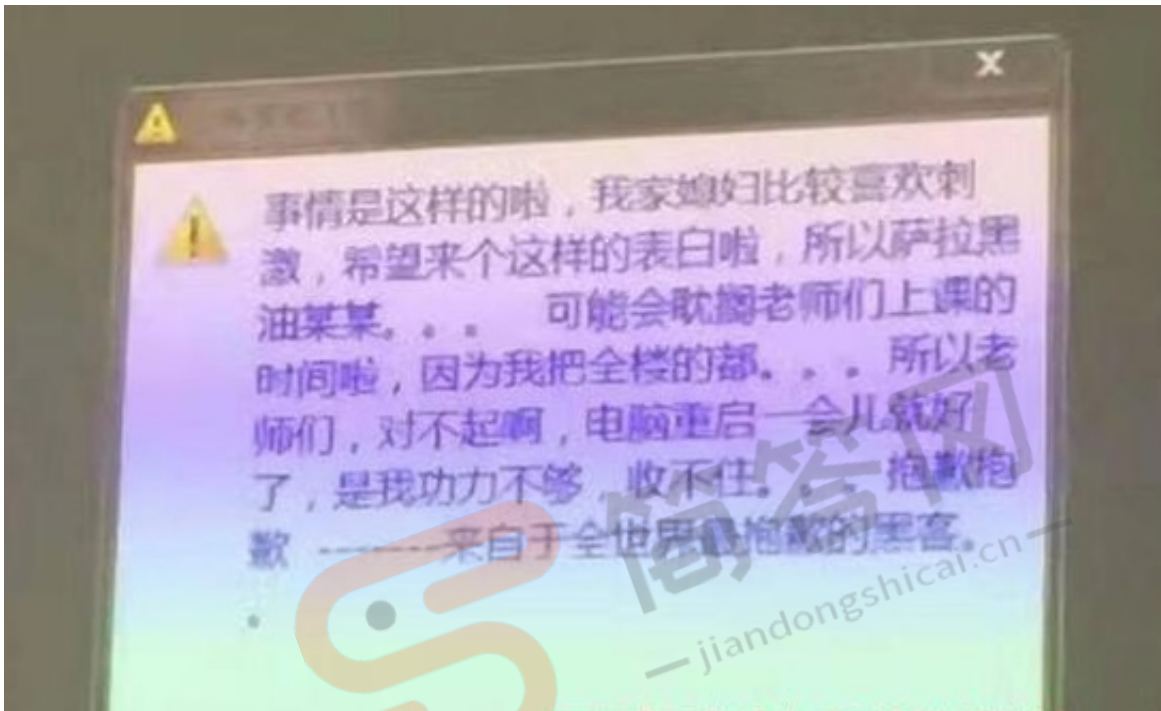 事情是这样的啦，我家媳妇比较喜欢刺
激，希望来个这样的表白啦，所以萨拉黑
油某某。。。 可能会耽搁老师们上课的
时间啦，因为我把全楼的都。。。所以老
师们，对不起啊，电脑重启一会儿就好
了，是我功力不够，收不住。。。抱歉抱
歉 -------来自于全世界最抱歉的黑客。
。
简答网
—jiandongshicai.cn—